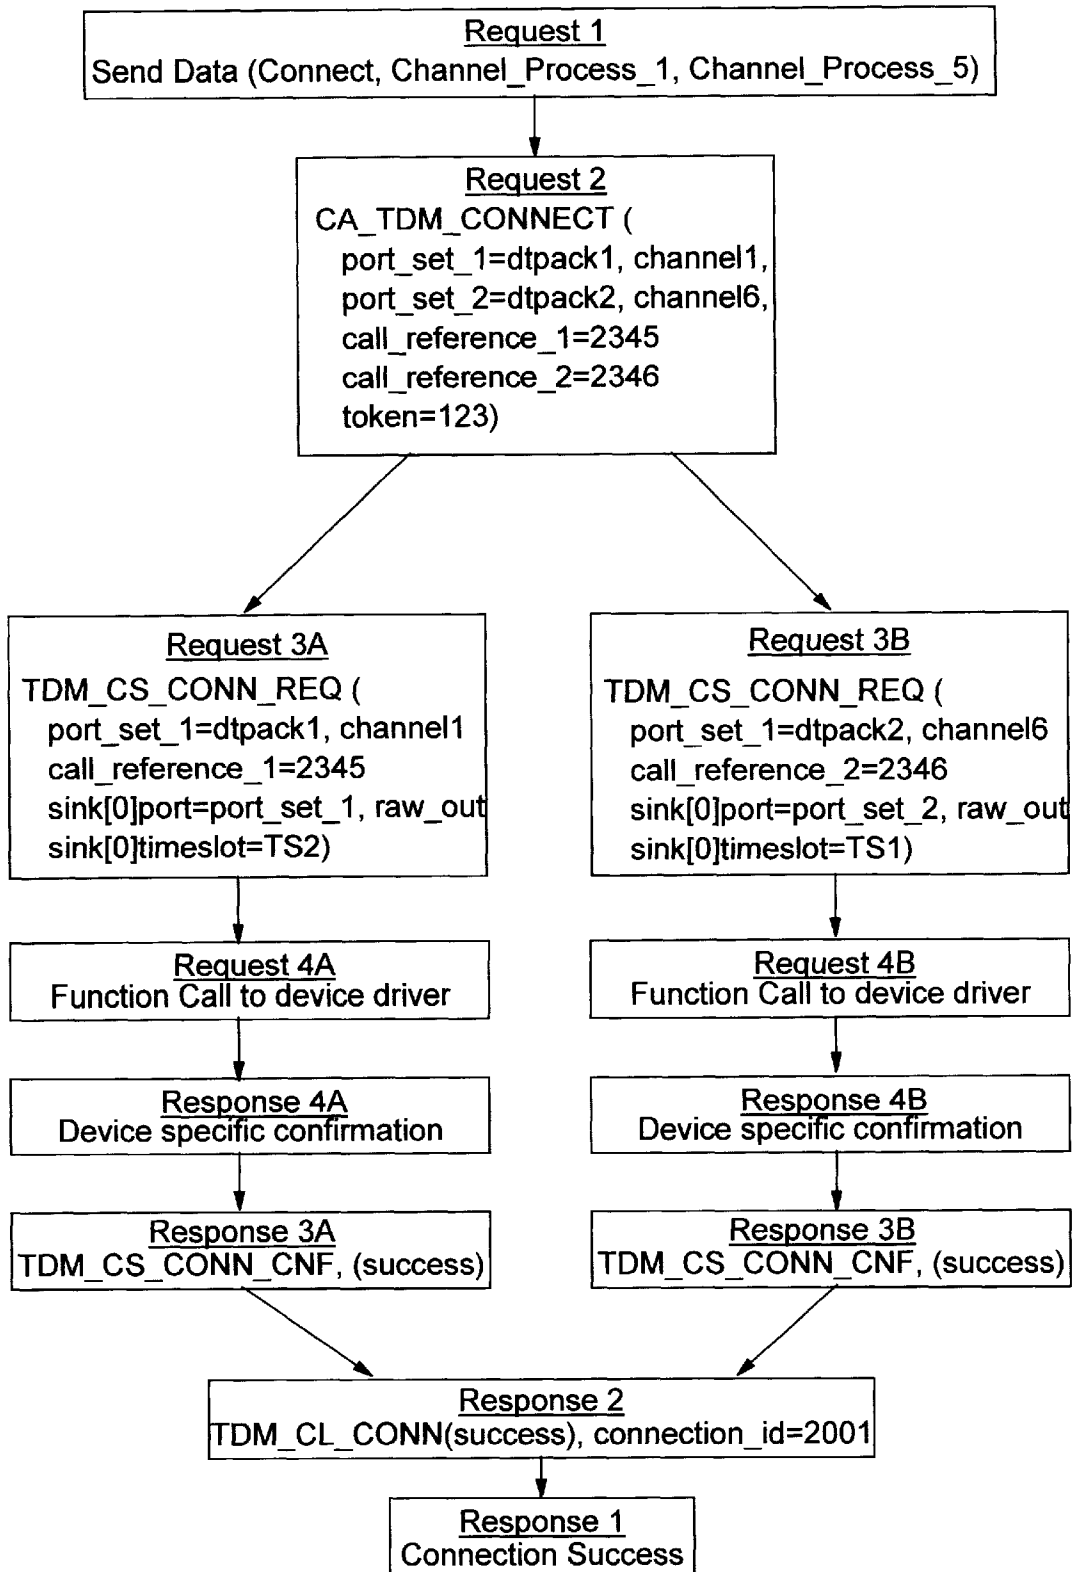 Request 1
Send Data (Connect, Channel_Process_1, Channel_Process_5)
Request 2
CA_TDM_CONNECT (
port_set_1=dtpack1, channel1,
port_set_2=dtpack2, channel6,
call_reference_1=2345
call_reference_2=2346
token=123)
Request 3A
TDM_CS_CONN_REQ (
port_set_1=dtpack1, channel1
call_reference_1=2345
sink[0]port=port_set_1, raw_out
sink[0]timeslot=TS2)
Request 3B
TDM_CS_CONN_REQ (
port_set_1=dtpack2, channel6
call_reference_2=2346
sink[0]port=port_set_2, raw_out
sink[0]timeslot=TS1)
Request 4A
Function Call to device driver
Request 4B
Function Call to device driver
Response 4A
Device specific confirmation
Response 4B
Device specific confirmation
Response 3A
TDM_CS_CONN_CNF, (success)
Response 3B
TDM_CS_CONN_CNF, (success)
Response 2
TDM_CL_CONN(success), connection_id=2001
Response 1
Connection Success